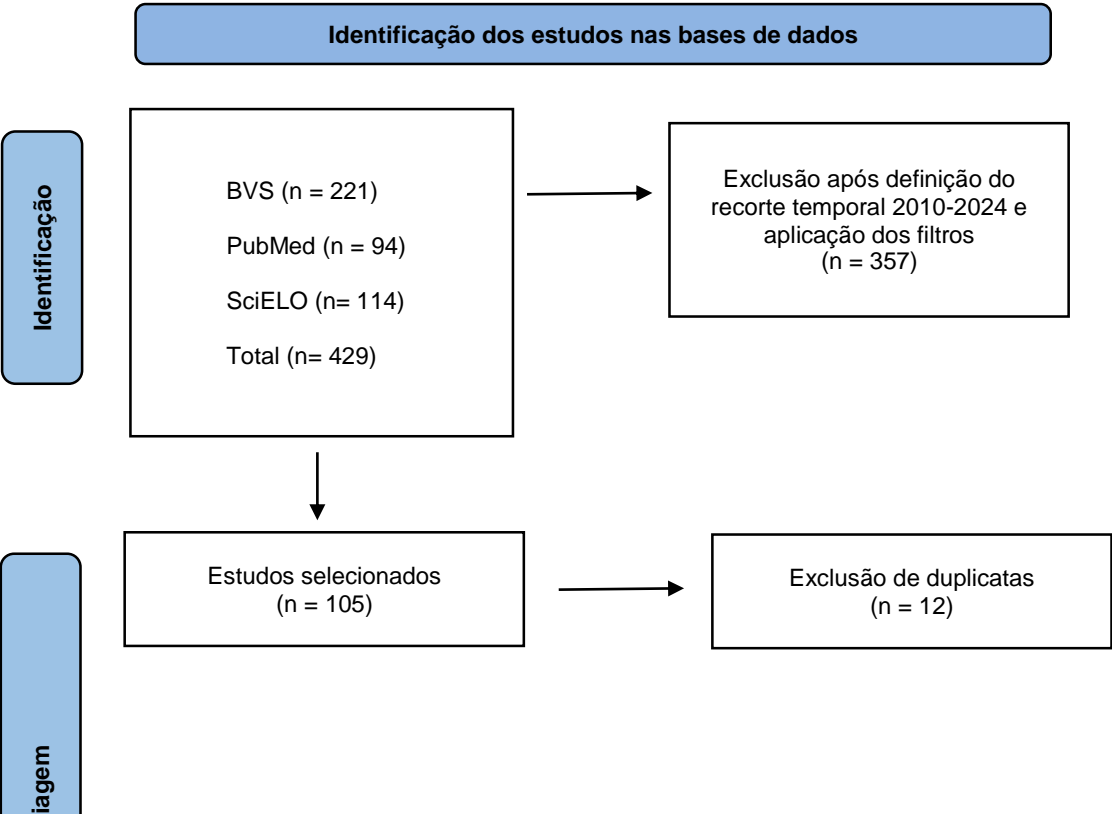 Identificação dos estudos nas bases de dados
Identificação
BVS (n = 221)
PubMed (n = 94)
SciELO (n= 114)
Total (n= 429)
Exclusão após definição do
recorte temporal 2010-2024 e
aplicação dos filtros
(n = 357)
Estudos selecionados
(n = 105)
Exclusão de duplicatas
(n = 12)
iagem